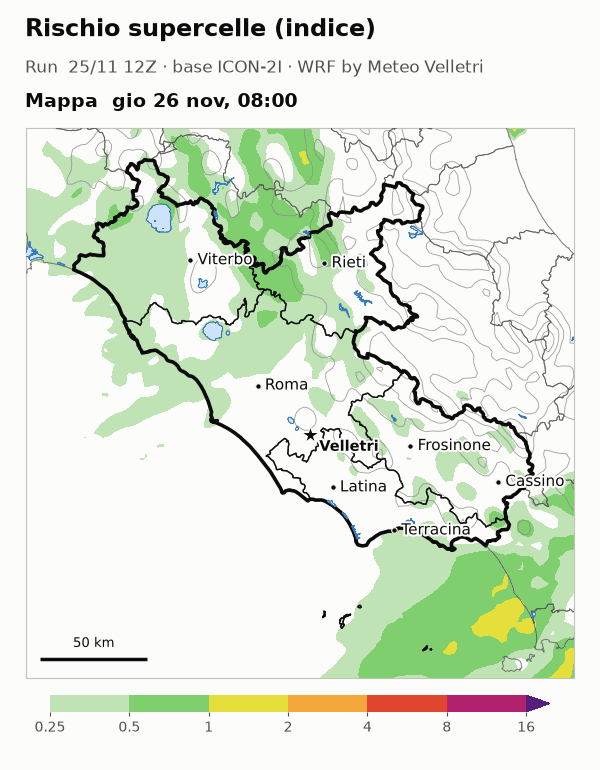 Rischio supercelle (indice)
Run  25/11 12Z · base ICON-2I · WRF by Meteo Velletri
Mappa  gio 26 nov, 08:00
Viterbo
Rieti
Roma
Velletri
Frosinone
Latina
Cassino
Terracina
50 km
0.25 0.5 1 2 4 8 16